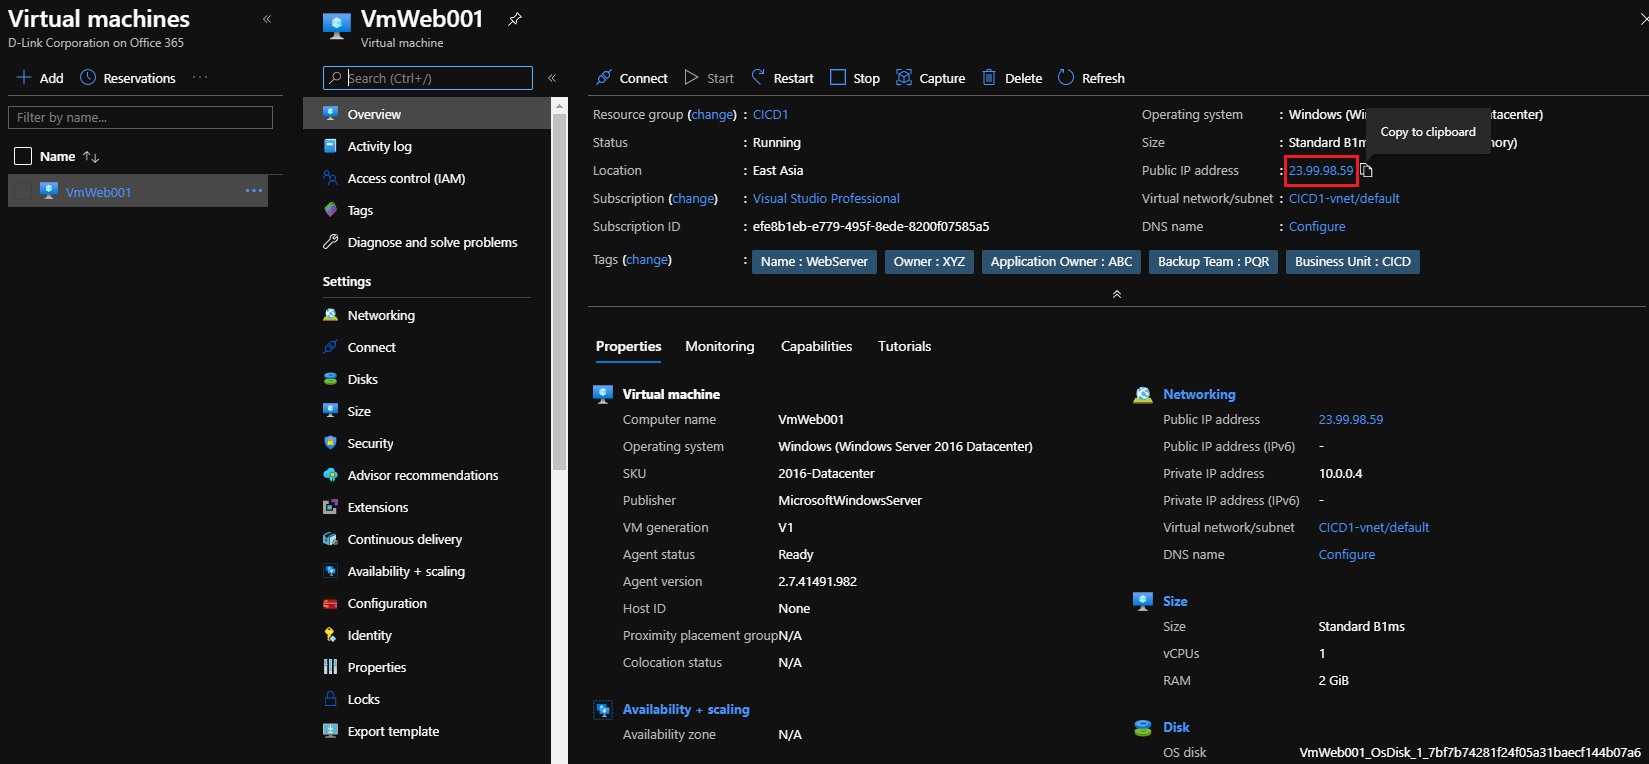 Virtual machines
«
D-Link Corporation on Office 365
Add
Reservations
...
Filter by name...
Name ↑↓
VmWeb001
...
VmWeb001
Virtual machine
Search (Ctrl+/)
«
Overview
Activity log
Access control (IAM)
Tags
Diagnose and solve problems
Settings
Networking
Connect
Disks
Size
Security
Advisor recommendations
Extensions
Continuous delivery
Availability + scaling
Configuration
Identity
Properties
Locks
Export template
Connect
Start
Restart
Stop
Capture
Delete
Refresh
Resource group (change) : CICD1
Status : Running
Location : East Asia
Subscription (change) : Visual Studio Professional
Subscription ID : efe8b1eb-e779-495f-8ede-8200f07585a5
Tags (change) : Name : WebServer Owner : XYZ Application Owner : ABC Backup Team : PQR Business Unit : CICD
Operating system : Windows (Wi tacenter)
Copy to clipboard
Size : Standard B1m nory)
Public IP address : 23.99.98.59
Virtual network/subnet : CICD1-vnet/default
DNS name : Configure
Properties
Monitoring
Capabilities
Tutorials
Virtual machine
Computer name VmWeb001
Operating system Windows (Windows Server 2016 Datacenter)
SKU 2016-Datacenter
Publisher MicrosoftWindowsServer
VM generation V1
Agent status Ready
Agent version 2.7.41491.982
Host ID None
Proximity placement group N/A
Colocation status N/A
Availability + scaling
Availability zone N/A
Networking
Public IP address 23.99.98.59
Public IP address (IPv6) -
Private IP address 10.0.0.4
Private IP address (IPv6) -
Virtual network/subnet CICD1-vnet/default
DNS name Configure
Size
Size Standard B1ms
vCPUs 1
RAM 2 GiB
Disk
OS disk VmWeb001_OsDisk_1_7bf7b74281f24f05a31baecf144b07a6